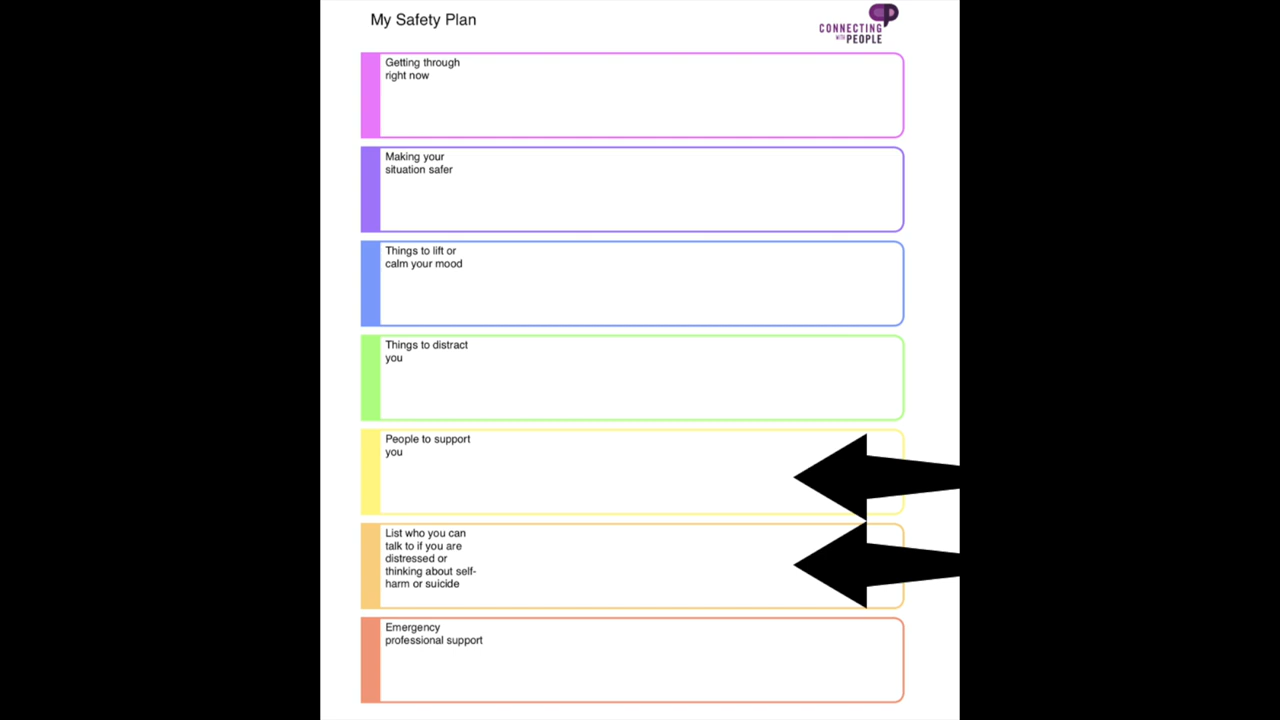 My Safety Plan
CONNECTING
WITH PEOPLE
Getting through
right now
Making your
situation safer
Things to lift or
calm your mood
Things to distract
you
People to support
you
List who you can
talk to if you are
distressed or
thinking about self-
harm or suicide
Emergency
professional support